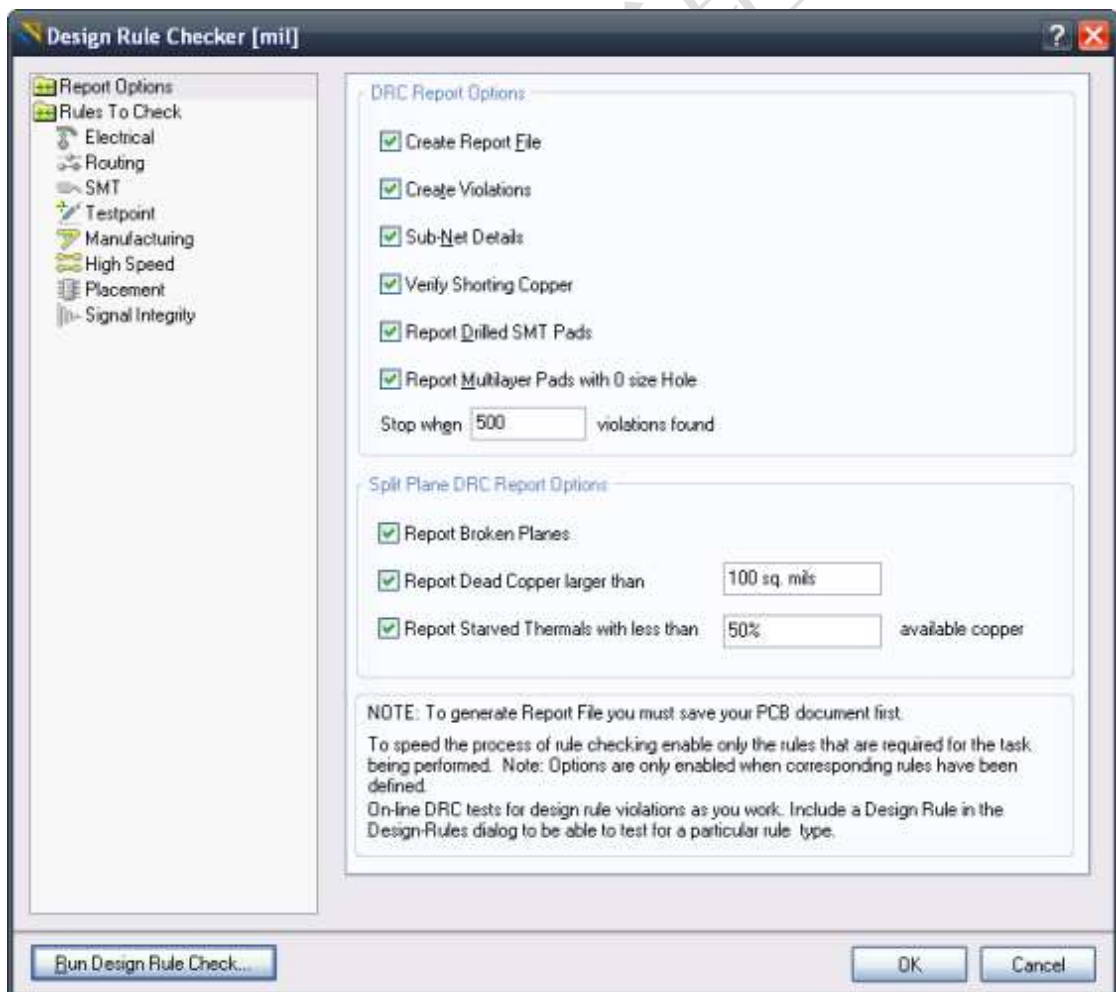 Design Rule Checker [mil]
Report Options
Rules To Check
Electrical
Routing
SMT
Testpoint
Manufacturing
High Speed
Placement
Signal Integrity
DRC Report Options
Create Report File
Create Violations
Sub-Net Details
Verify Shorting Copper
Report Drilled SMT Pads
Report Multilayer Pads with 0 size Hole
Stop when 500 violations found
Split Plane DRC Report Options
Report Broken Planes
Report Dead Copper larger than 100 sq. mils
Report Starved Thermals with less than 50% available copper
NOTE: To generate Report File you must save your PCB document first.
To speed the process of rule checking enable only the rules that are required for the task
being performed. Note: Options are only enabled when corresponding rules have been
defined.
On-line DRC tests for design rule violations as you work. Include a Design Rule in the
Design-Rules dialog to be able to test for a particular rule type.
Run Design Rule Check...
OK
Cancel